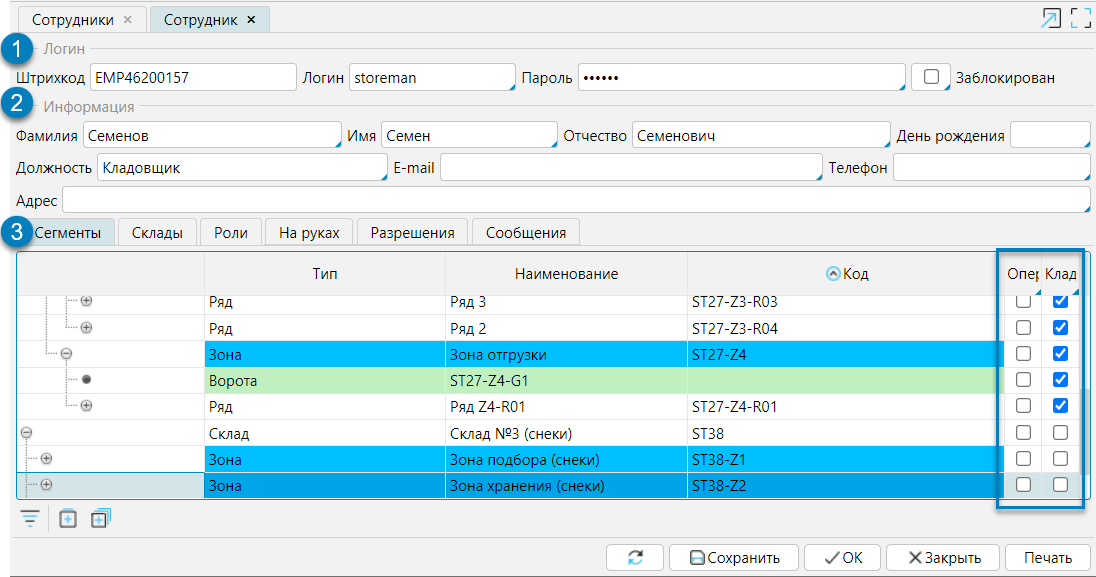 Сотрудники × Сотрудник ×
1 Логин
Штрихкод EMP46200157 Логин storeman Пароль •••••• Заблокирован
2 Информация
Фамилия Семенов Имя Семен Отчество Семенович День рождения
Должность Кладовщик E-mail Телефон
Адрес
3 Сегменты Склады Роли На руках Разрешения Сообщения
Тип Наименование Код Опер Клад
Ряд Ряд 3 ST27-Z3-R03
Ряд Ряд 2 ST27-Z3-R04
Зона Зона отгрузки ST27-Z4
Ворота ST27-Z4-G1
Ряд Ряд Z4-R01 ST27-Z4-R01
Склад Склад №3 (снеки) ST38
Зона Зона подбора (снеки) ST38-Z1
Зона Зона хранения (снеки) ST38-Z2
Сохранить OK Закрыть Печать